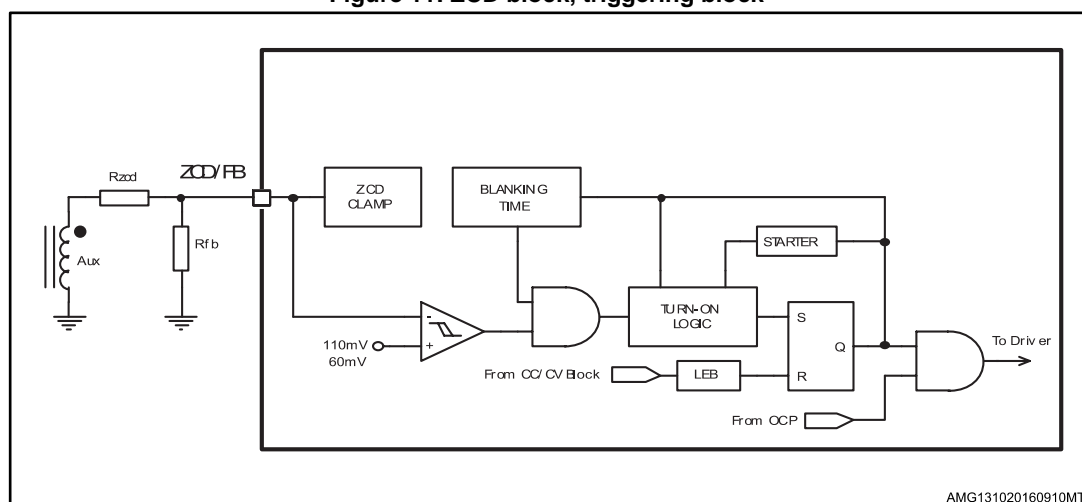 Figure 11: ZCD block, triggering block
ZCD/FB
Rzcd
Rfb
Aux
ZCD
CLAMP
BLANKING
TIME
STARTER
TURN-ON
LOGIC
110mV
60mV
-
+
S
R
Q
From CC/CV Block
LEB
From OCP
To Driver
AMG131020160910MT